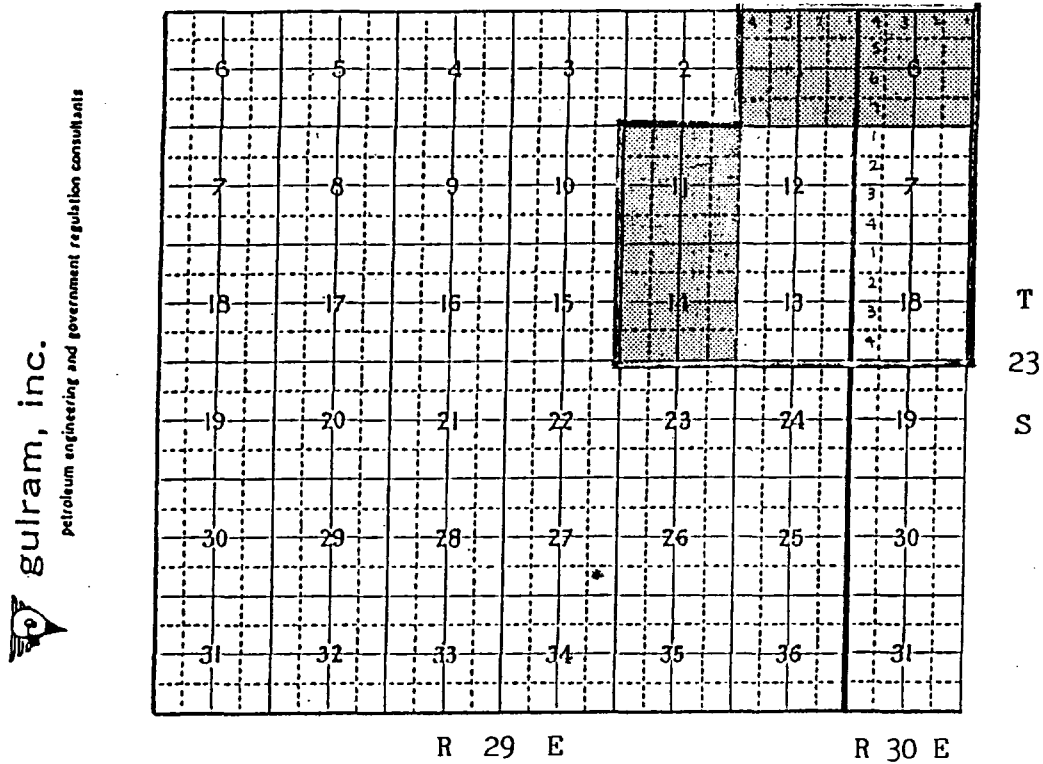 gulram, inc.
petroleum engineering and government regulation consultants
4 3 2 1 4 3 2
5
6 5 4 3 2 6
6
7
1
2
7 8 9 10 11 12 3 7
4
1
2
18 17 16 15 14 13 3 18
4
T
23
S
19 20 21 22 23 24 19
30 29 28 27 26 25 30
31 32 33 34 35 36 31
R 29 E R 30 E